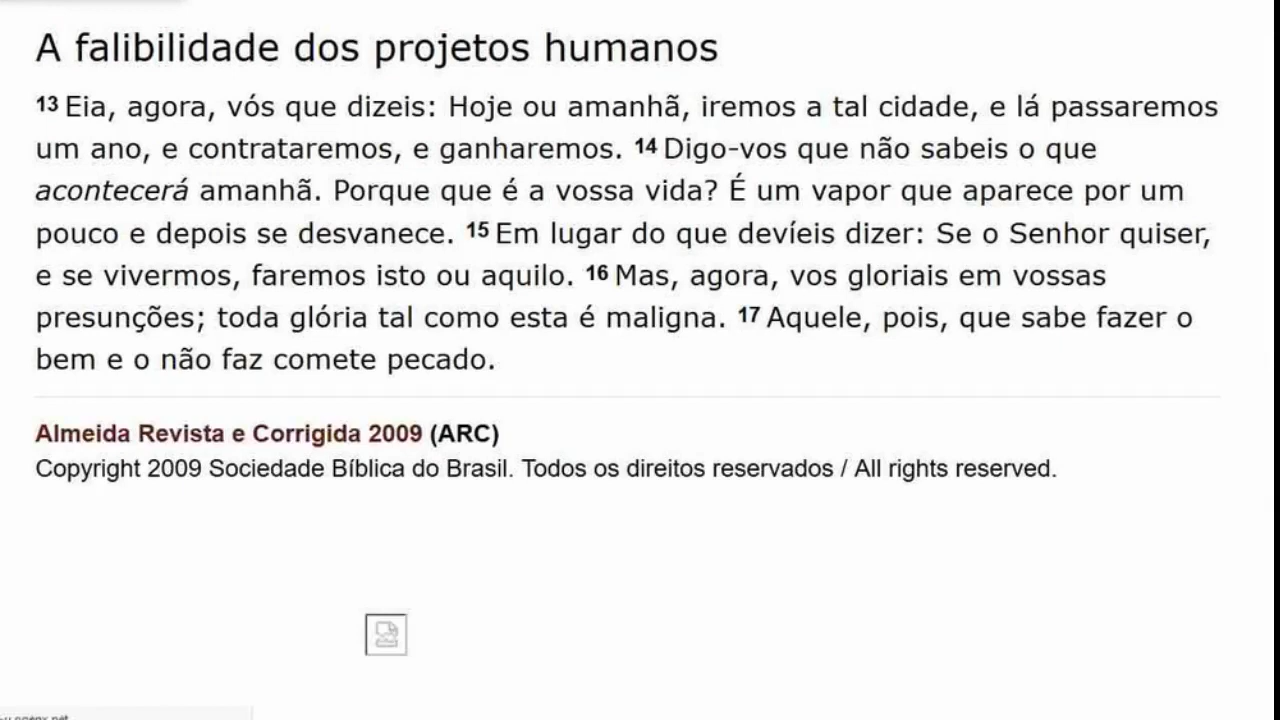 A falibilidade dos projetos humanos
13 Eia, agora, vós que dizeis: Hoje ou amanhã, iremos a tal cidade, e lá passaremos
um ano, e contrataremos, e ganharemos. 14 Digo-vos que não sabeis o que
acontecerá amanhã. Porque que é a vossa vida? É um vapor que aparece por um
pouco e depois se desvanece. 15 Em lugar do que devíeis dizer: Se o Senhor quiser,
e se vivermos, faremos isto ou aquilo. 16 Mas, agora, vos gloriais em vossas
presunções; toda glória tal como esta é maligna. 17 Aquele, pois, que sabe fazer o
bem e o não faz comete pecado.
Almeida Revista e Corrigida 2009 (ARC)
Copyright 2009 Sociedade Bíblica do Brasil. Todos os direitos reservados / All rights reserved.